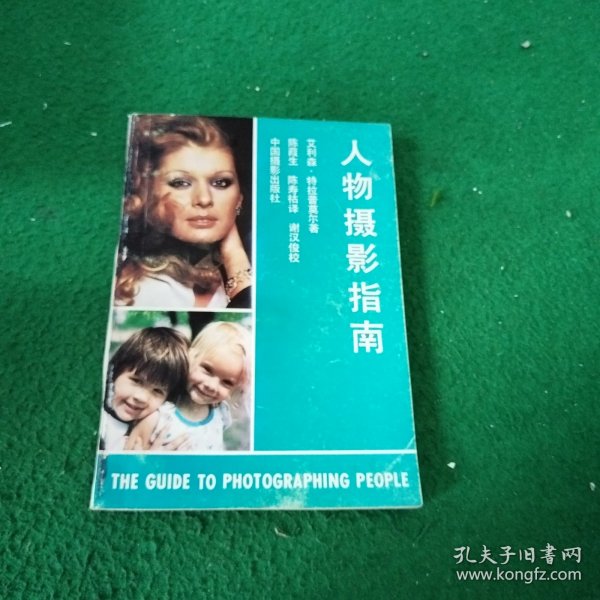 人物摄影指南
艾利森·特拉普莫尔著
陈葭生 陈寿祜译 谢汉俊校
中国摄影出版社
THE GUIDE TO PHOTOGRAPHING PEOPLE
孔夫子旧书网
www.kongfz.com